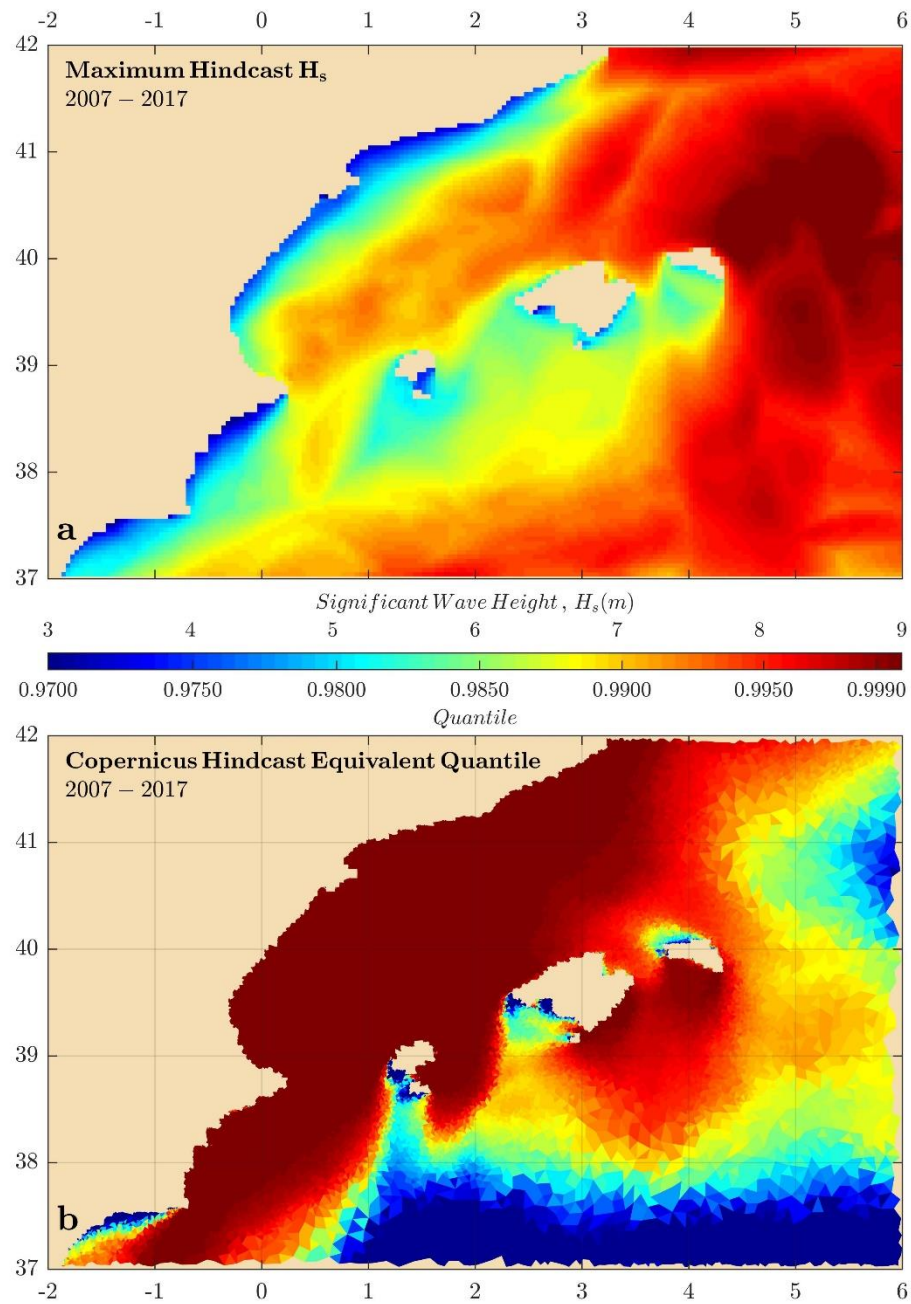 -2 -1 0 1 2 3 4 5 6
42
Maximum Hindcast Hₛ
2007 – 2017
41
40
39
38
a
37
Significant Wave Height , Hₛ(m)
3 4 5 6 7 8 9
0.9700 0.9750 0.9800 0.9850 0.9900 0.9950 0.9990
Quantile
42
Copernicus Hindcast Equivalent Quantile
2007 – 2017
41
40
39
38
b
37
-2 -1 0 1 2 3 4 5 6